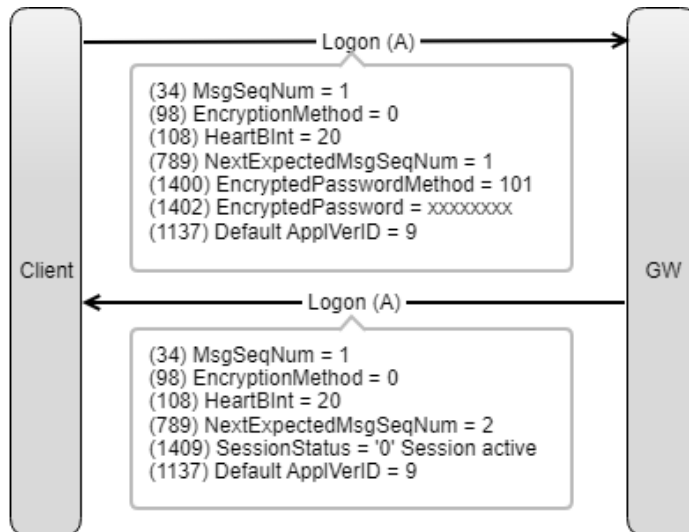 Logon (A)
(34) MsgSeqNum = 1
(98) EncryptionMethod = 0
(108) HeartBInt = 20
(789) NextExpectedMsgSeqNum = 1
(1400) EncryptedPasswordMethod = 101
(1402) EncryptedPassword = xxxxxxxx
(1137) Default ApplVerID = 9
Client
GW
Logon (A)
(34) MsgSeqNum = 1
(98) EncryptionMethod = 0
(108) HeartBInt = 20
(789) NextExpectedMsgSeqNum = 2
(1409) SessionStatus = '0' Session active
(1137) Default ApplVerID = 9